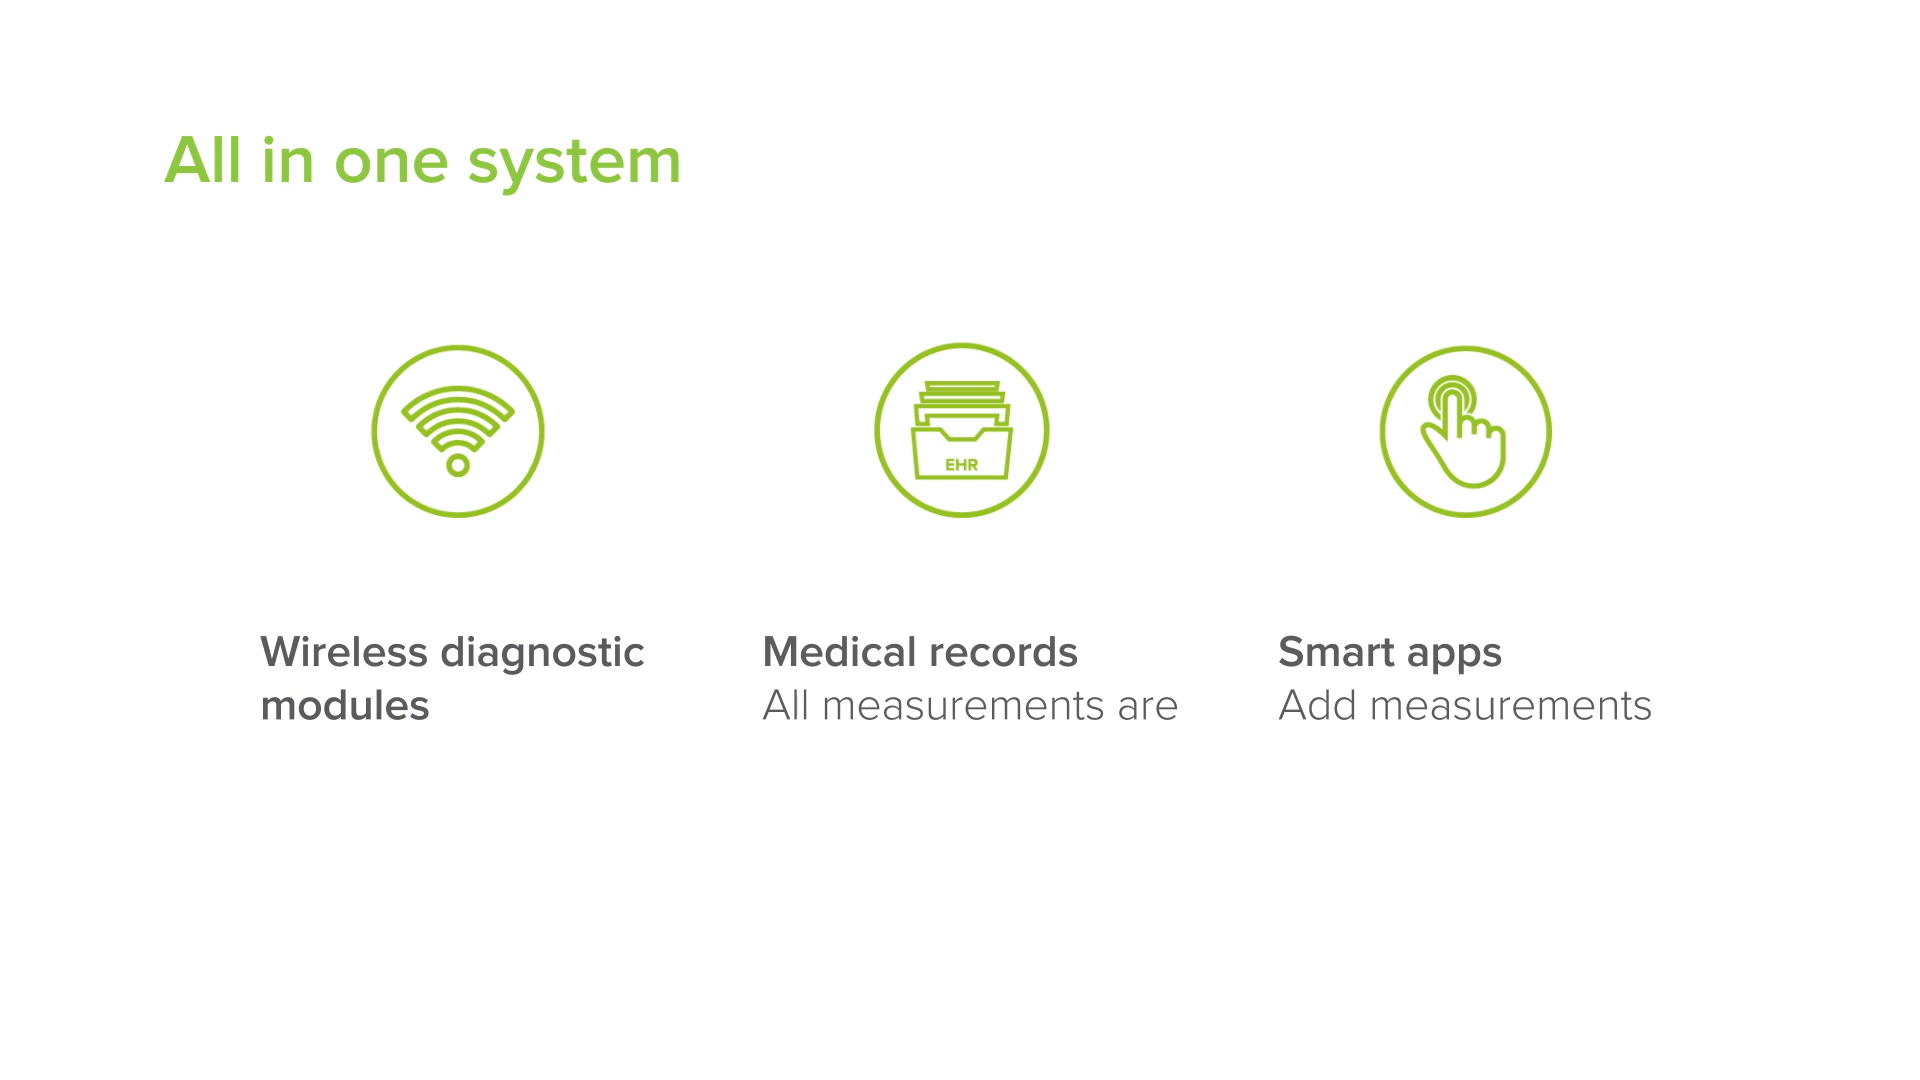 All in one system
EHR
Wireless diagnostic
modules
Medical records
All measurements are
Smart apps
Add measurements